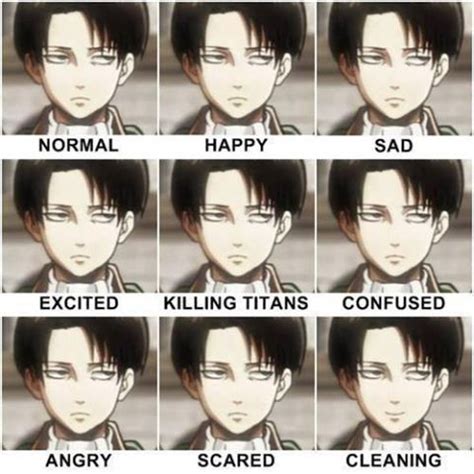 NORMAL HAPPY SAD
EXCITED KILLING TITANS CONFUSED
ANGRY SCARED CLEANING